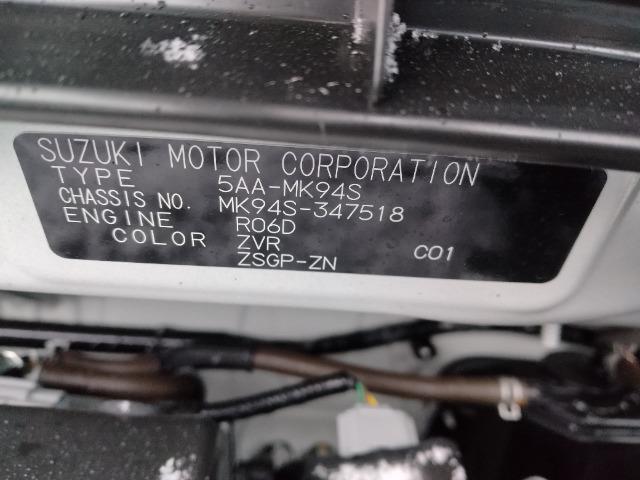 SUZUKI MOTOR CORPORATION
TYPE 5AA-MK94S
CHASSIS NO. MK94S-347518
ENGINE R06D
COLOR ZVR C01
ZSGP-ZN